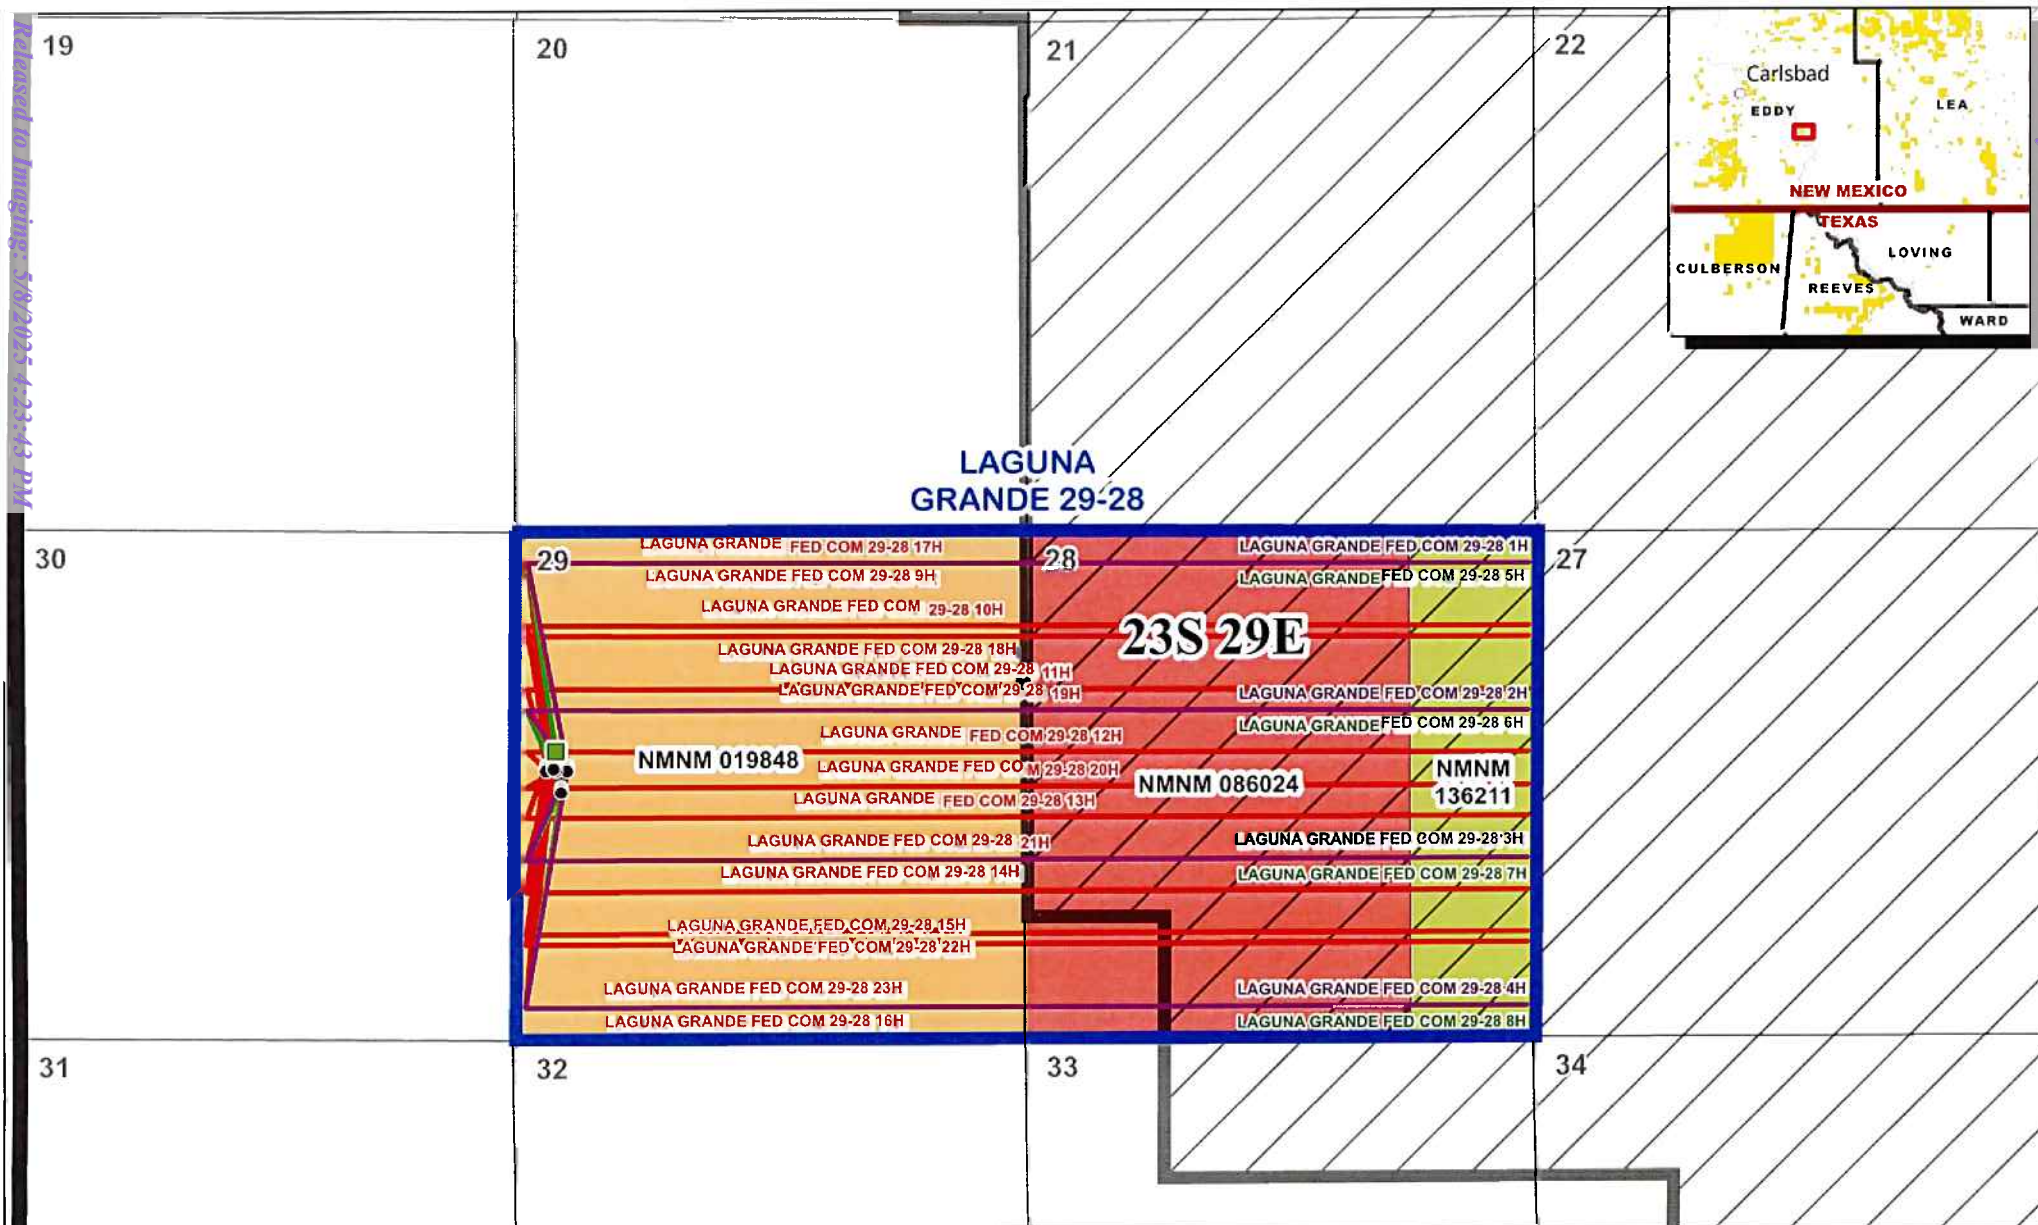 Released to Imaging: 5/8/2025 4:23:43 PM
19
20
21
22
Carlsbad
EDDY
LEA
NEW MEXICO
TEXAS
CULBERSON
LOVING
REEVES
WARD
LAGUNA
GRANDE 29-28
30
29
28
27
LAGUNA GRANDE FED COM 29-28 17H
LAGUNA GRANDE FED COM 29-28 1H
LAGUNA GRANDE FED COM 29-28 9H
LAGUNA GRANDE FED COM 29-28 5H
LAGUNA GRANDE FED COM 29-28 10H
23S 29E
LAGUNA GRANDE FED COM 29-28 18H
LAGUNA GRANDE FED COM 29-28 11H
LAGUNA GRANDE FED COM 29-28 19H
LAGUNA GRANDE FED COM 29-28 2H
LAGUNA GRANDE FED COM 29-28 6H
LAGUNA GRANDE FED COM 29-28 12H
NMNM 019848
LAGUNA GRANDE FED COM 29-28 20H
NMNM 086024
NMNM
136211
LAGUNA GRANDE FED COM 29-28 13H
LAGUNA GRANDE FED COM 29-28 21H
LAGUNA GRANDE FED COM 29-28 3H
LAGUNA GRANDE FED COM 29-28 14H
LAGUNA GRANDE FED COM 29-28 7H
LAGUNA GRANDE FED COM 29-28 15H
LAGUNA GRANDE FED COM 29-28 22H
LAGUNA GRANDE FED COM 29-28 23H
LAGUNA GRANDE FED COM 29-28 4H
LAGUNA GRANDE FED COM 29-28 16H
LAGUNA GRANDE FED COM 29-28 8H
31
32
33
34